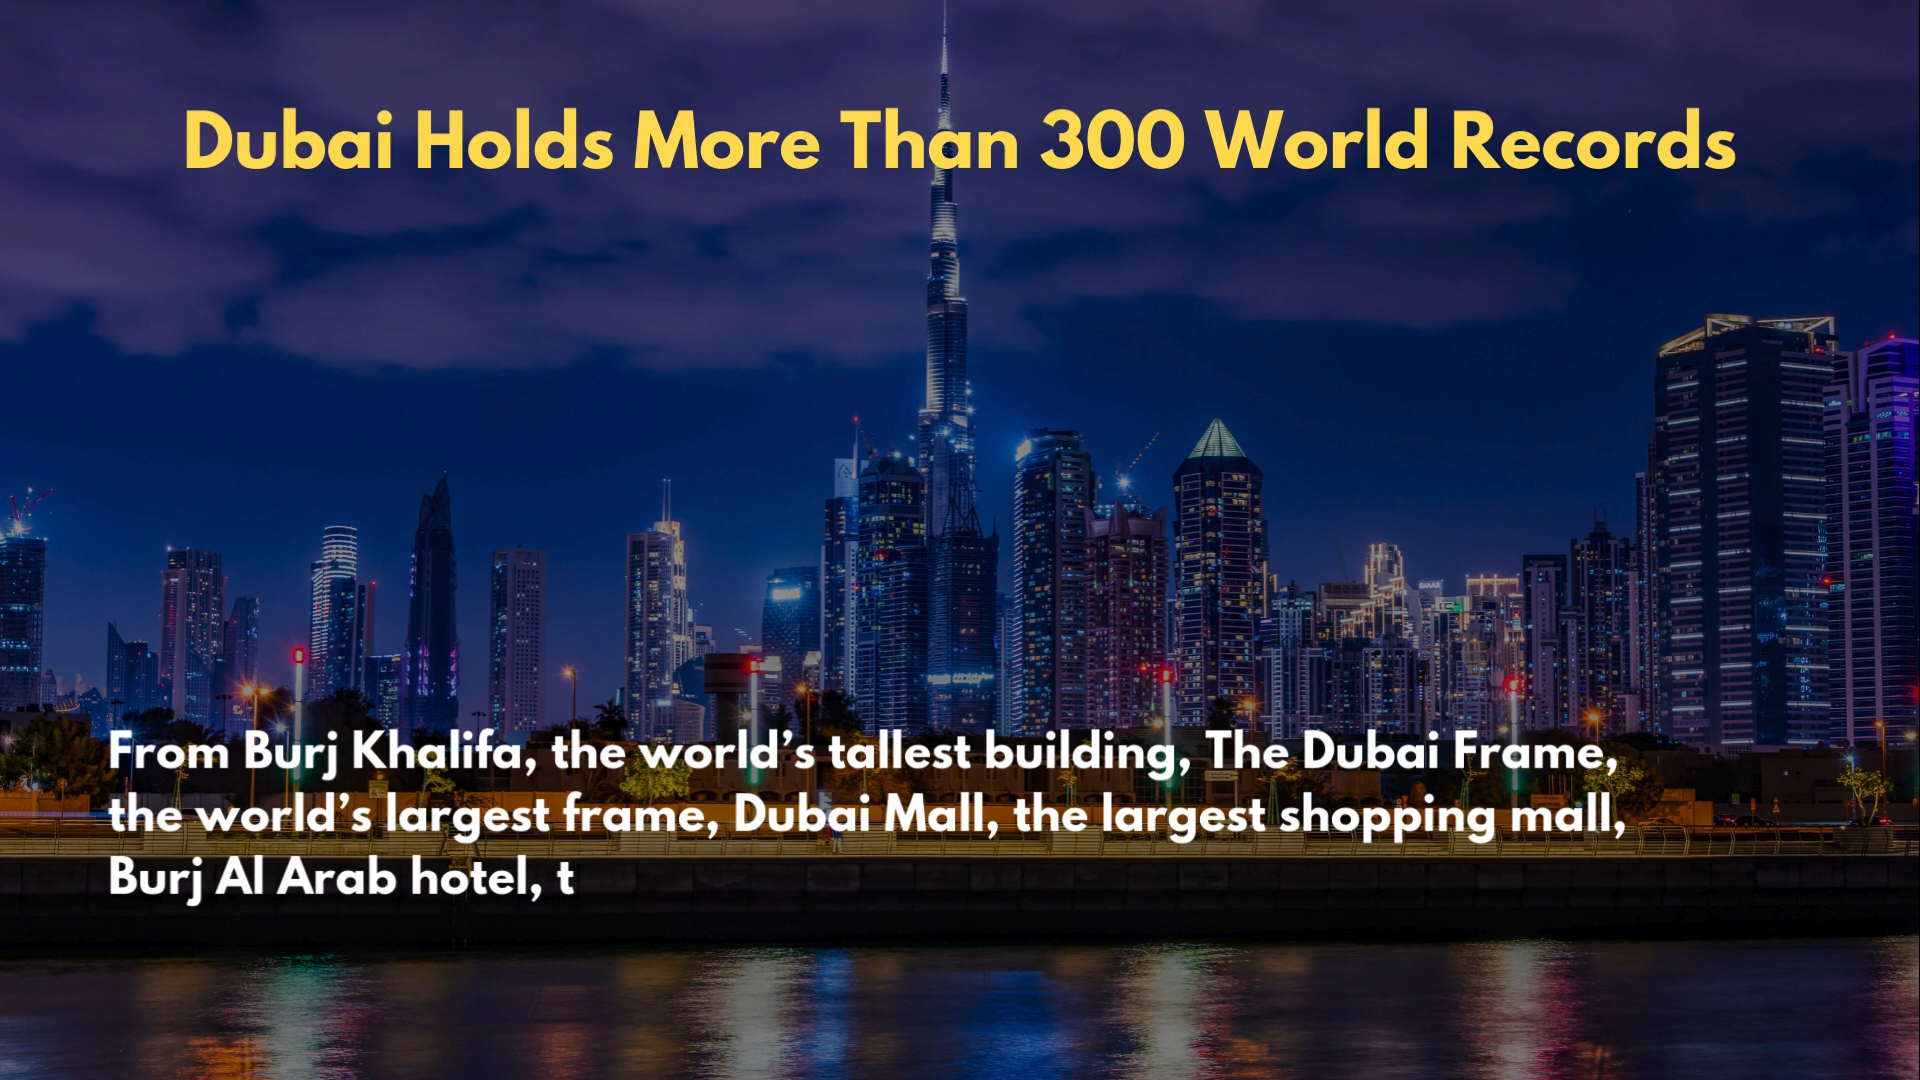 Dubai Holds More Than 300 World Records
From Burj Khalifa, the world’s tallest building, The Dubai Frame,
the world’s largest frame, Dubai Mall, the largest shopping mall,
Burj Al Arab hotel, t